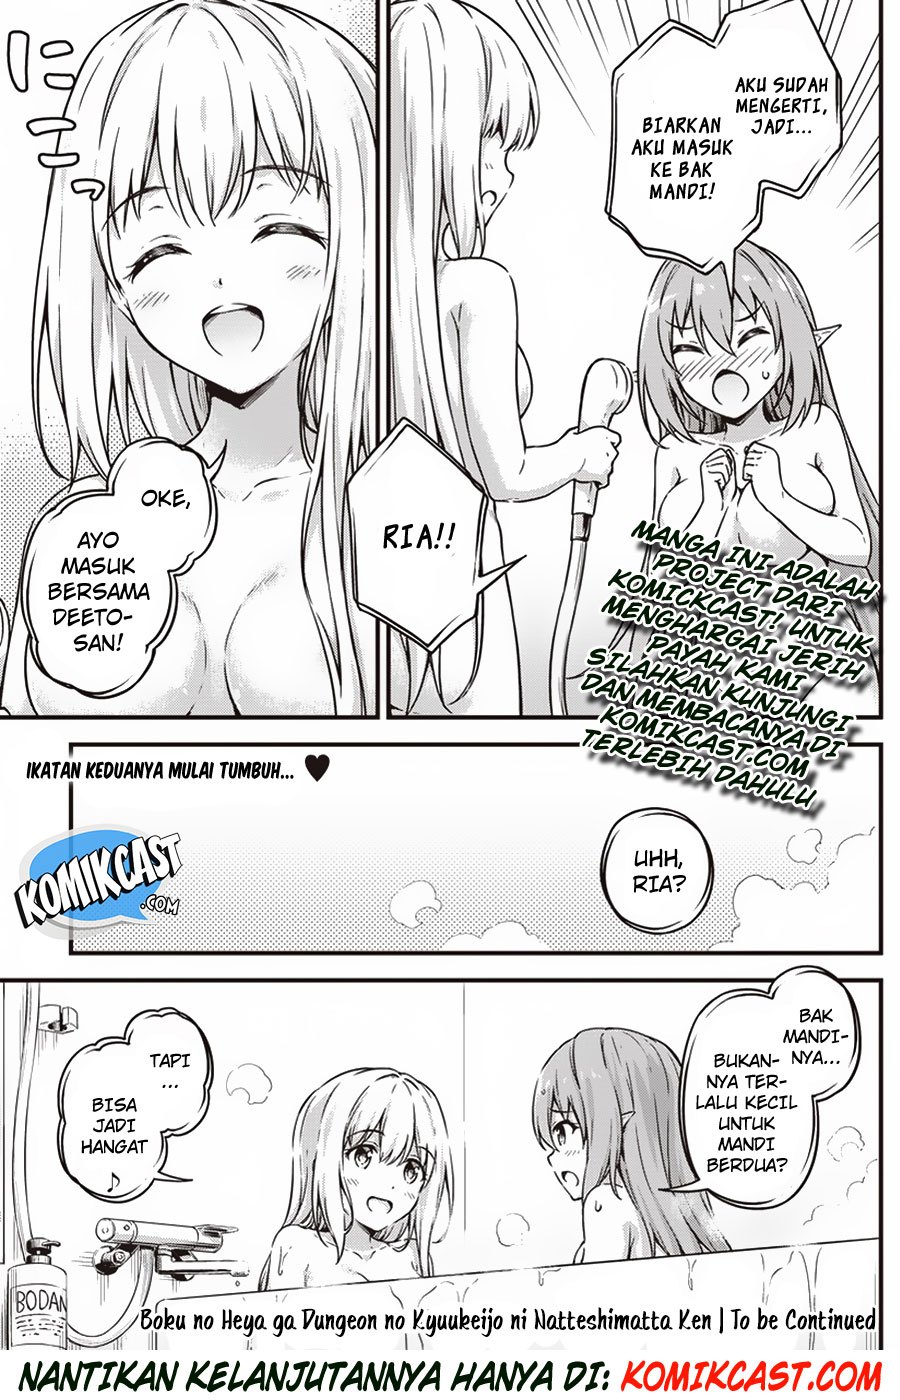 AKU SUDAH
MENGERTI,
JADI...
BIARKAN
AKU MASUK
KE BAK
MANDI!
RIA!!
OKE,
AYO
MASUK
BERSAMA
DEETO-
SAN!
MANGA INI ADALAH
PROJECT DARI
KOMICKCAST! UNTUK
MENGHARGAI JERIH
PAYAH KAMI
SILAHKAN KUNJUNGI
DAN MEMBACANYA DI
KOMIKCAST.COM
TERLEBIH DAHULU
IKATAN KEDUANYA MULAI TUMBUH... ♥
KOMIKCAST
.COM
UHH,
RIA?
BAK
MANDI-
NYA...
BUKAN-
NYA TER-
LALU KECIL
UNTUK
MANDI
BERDUA?
TAPI
...
BISA
JADI
HANGAT
♪
BODAN
Boku no Heya ga Dungeon no Kyuukeijo ni Natteshimatta Ken | To be Continued
NANTIKAN KELANJUTANNYA HANYA DI: KOMIKCAST.COM